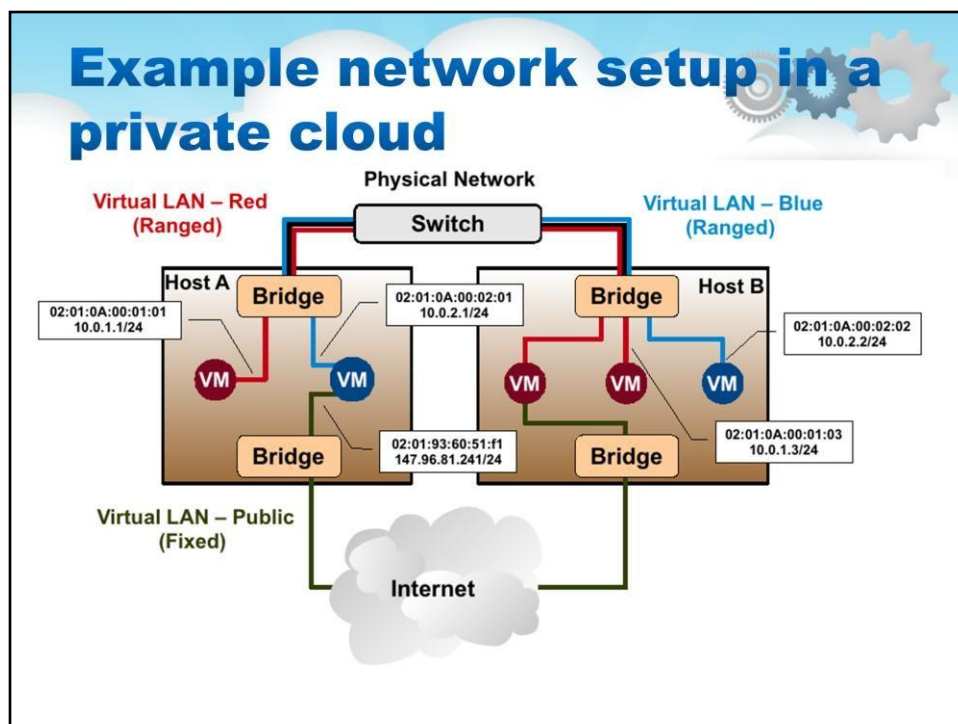 Example network setup in a
private cloud
Physical Network
Virtual LAN – Red
(Ranged)
Switch
Virtual LAN – Blue
(Ranged)
Host A
Bridge
02:01:0A:00:01:01
10.0.1.1/24
02:01:0A:00:02:01
10.0.2.1/24
VM
VM
Bridge
02:01:93:60:51:f1
147.96.81.241/24
Bridge
Host B
02:01:0A:00:02:02
10.0.2.2/24
VM
VM
VM
02:01:0A:00:01:03
10.0.1.3/24
Bridge
Virtual LAN – Public
(Fixed)
Internet